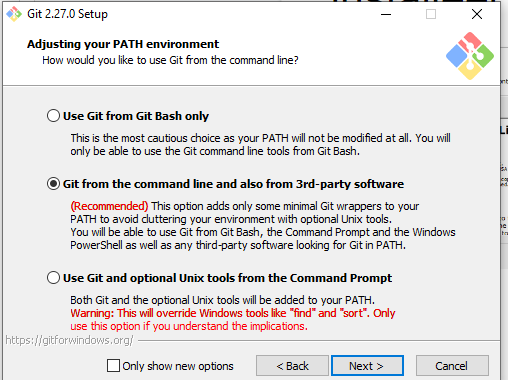 Git 2.27.0 Setup
Adjusting your PATH environment
How would you like to use Git from the command line?
Use Git from Git Bash only
This is the most cautious choice as your PATH will not be modified at all. You will
only be able to use the Git command line tools from Git Bash.
Git from the command line and also from 3rd-party software
(Recommended) This option adds only some minimal Git wrappers to your
PATH to avoid cluttering your environment with optional Unix tools.
You will be able to use Git from Git Bash, the Command Prompt and the Windows
PowerShell as well as any third-party software looking for Git in PATH.
Use Git and optional Unix tools from the Command Prompt
Both Git and the optional Unix tools will be added to your PATH.
Warning: This will override Windows tools like "find" and "sort". Only
use this option if you understand the implications.
https://gitforwindows.org/
Only show new options
< Back
Next >
Cancel